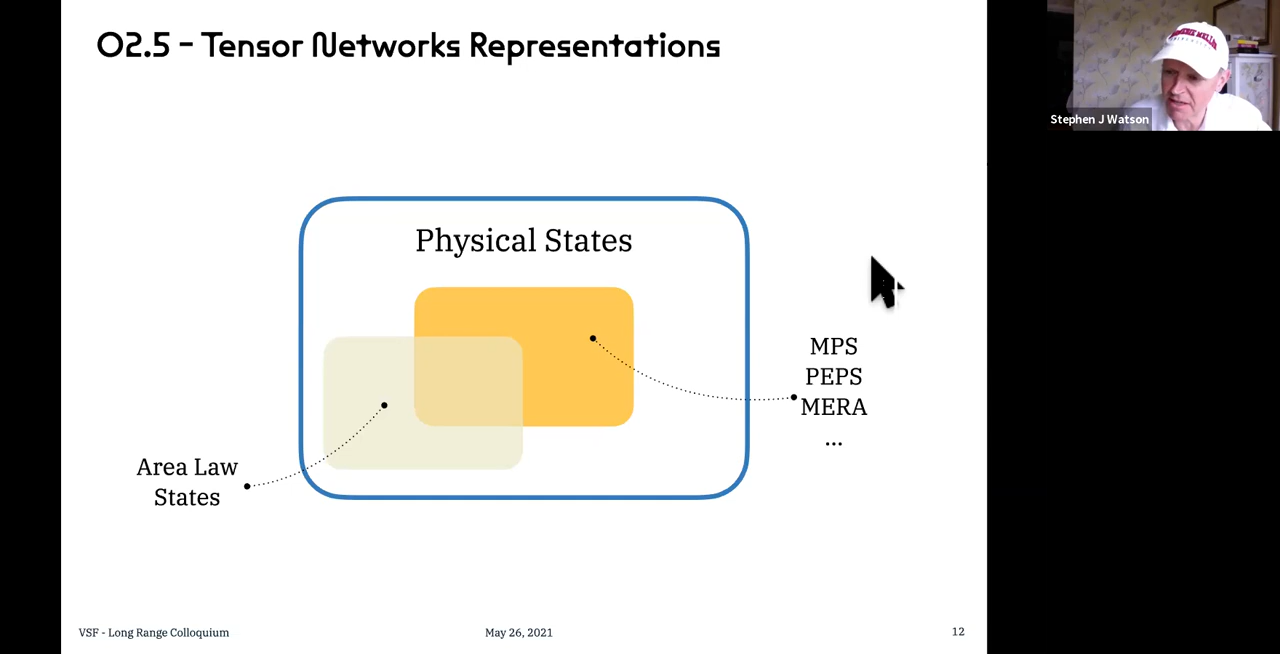 02.5 – Tensor Networks Representations
Stephen J Watson
Physical States
MPS
PEPS
MERA
...
Area Law
States
VSF - Long Range Colloquium
May 26, 2021
12